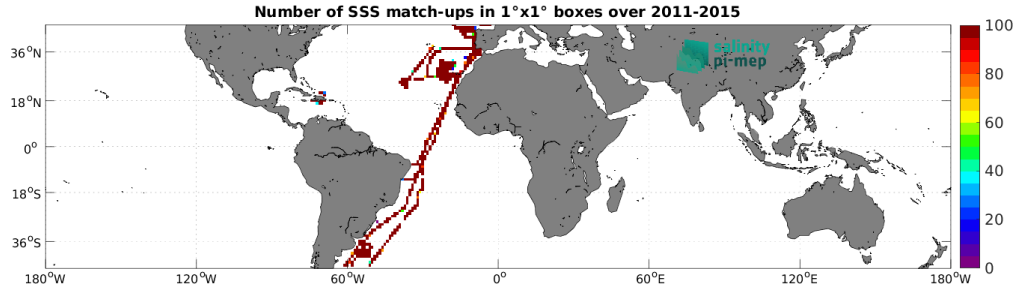 Number of SSS match-ups in 1°x1° boxes over 2011-2015
36°N
18°N
0°
18°S
36°S
180°W
120°W
60°W
0°
60°E
120°E
180°W
salinity
pi-mep
100
80
60
40
20
0